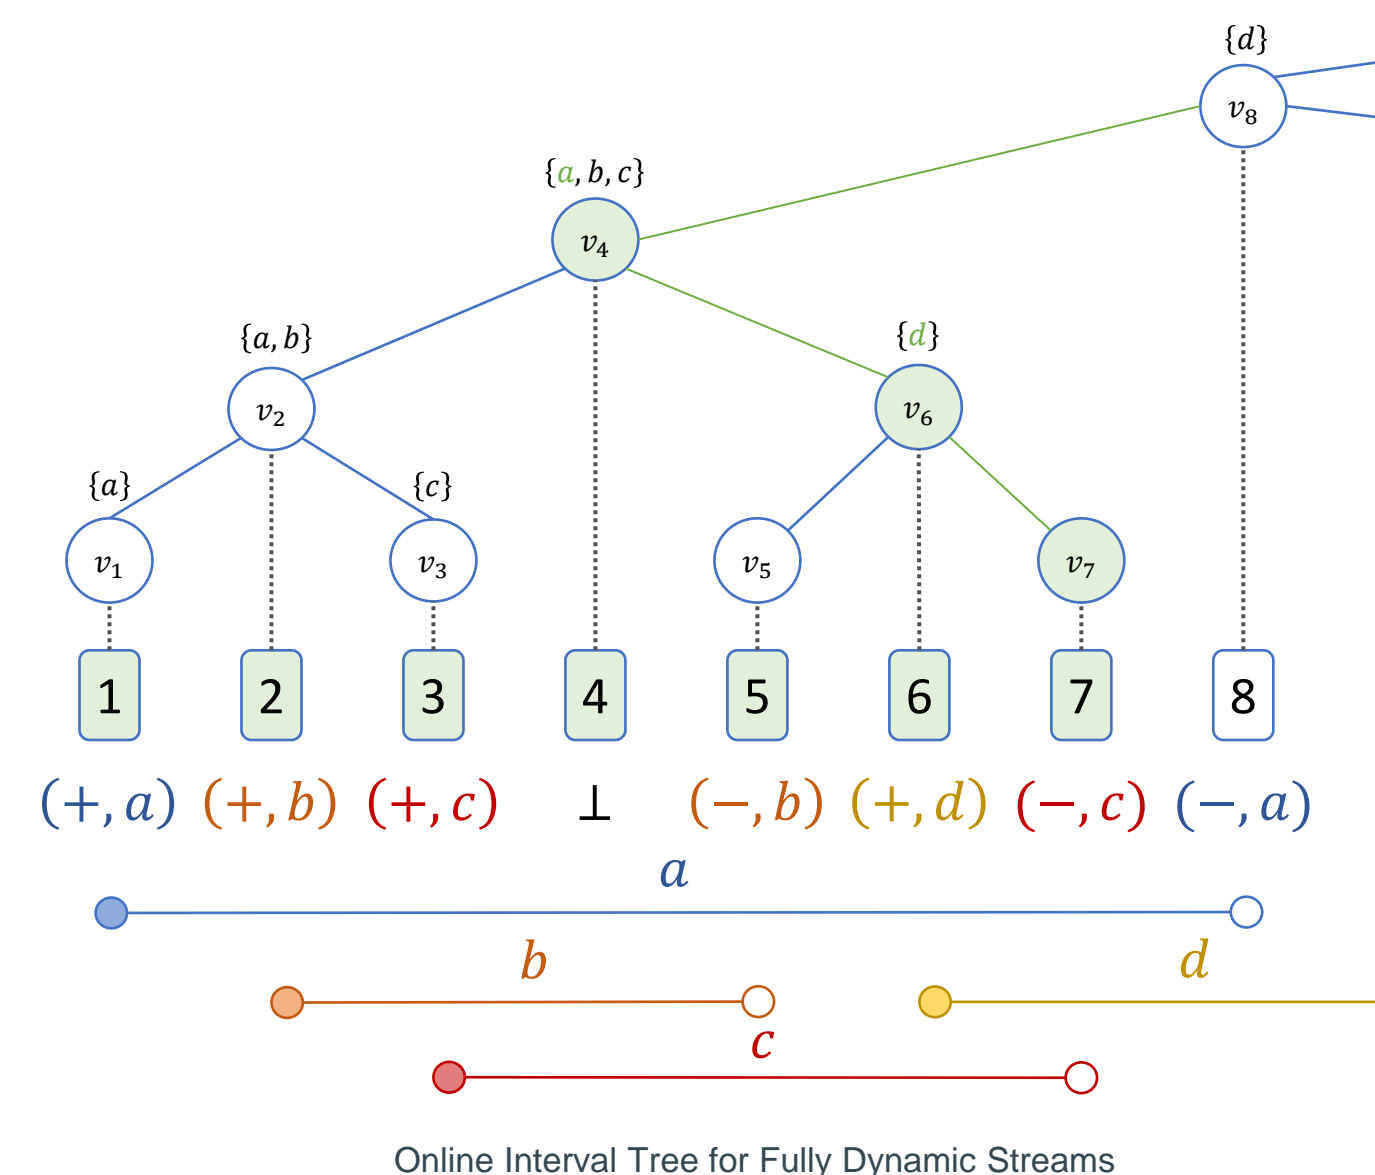 {d}
v₈
{a, b, c}
v₄
{a, b}
{d}
v₂
v₆
{a}
{c}
v₁
v₃
v₅
v₇
1 2 3 4 5 6 7 8
(+, a) (+, b) (+, c) ⊥ (−, b) (+, d) (−, c) (−, a)
a
b
d
c
Online Interval Tree for Fully Dynamic Streams